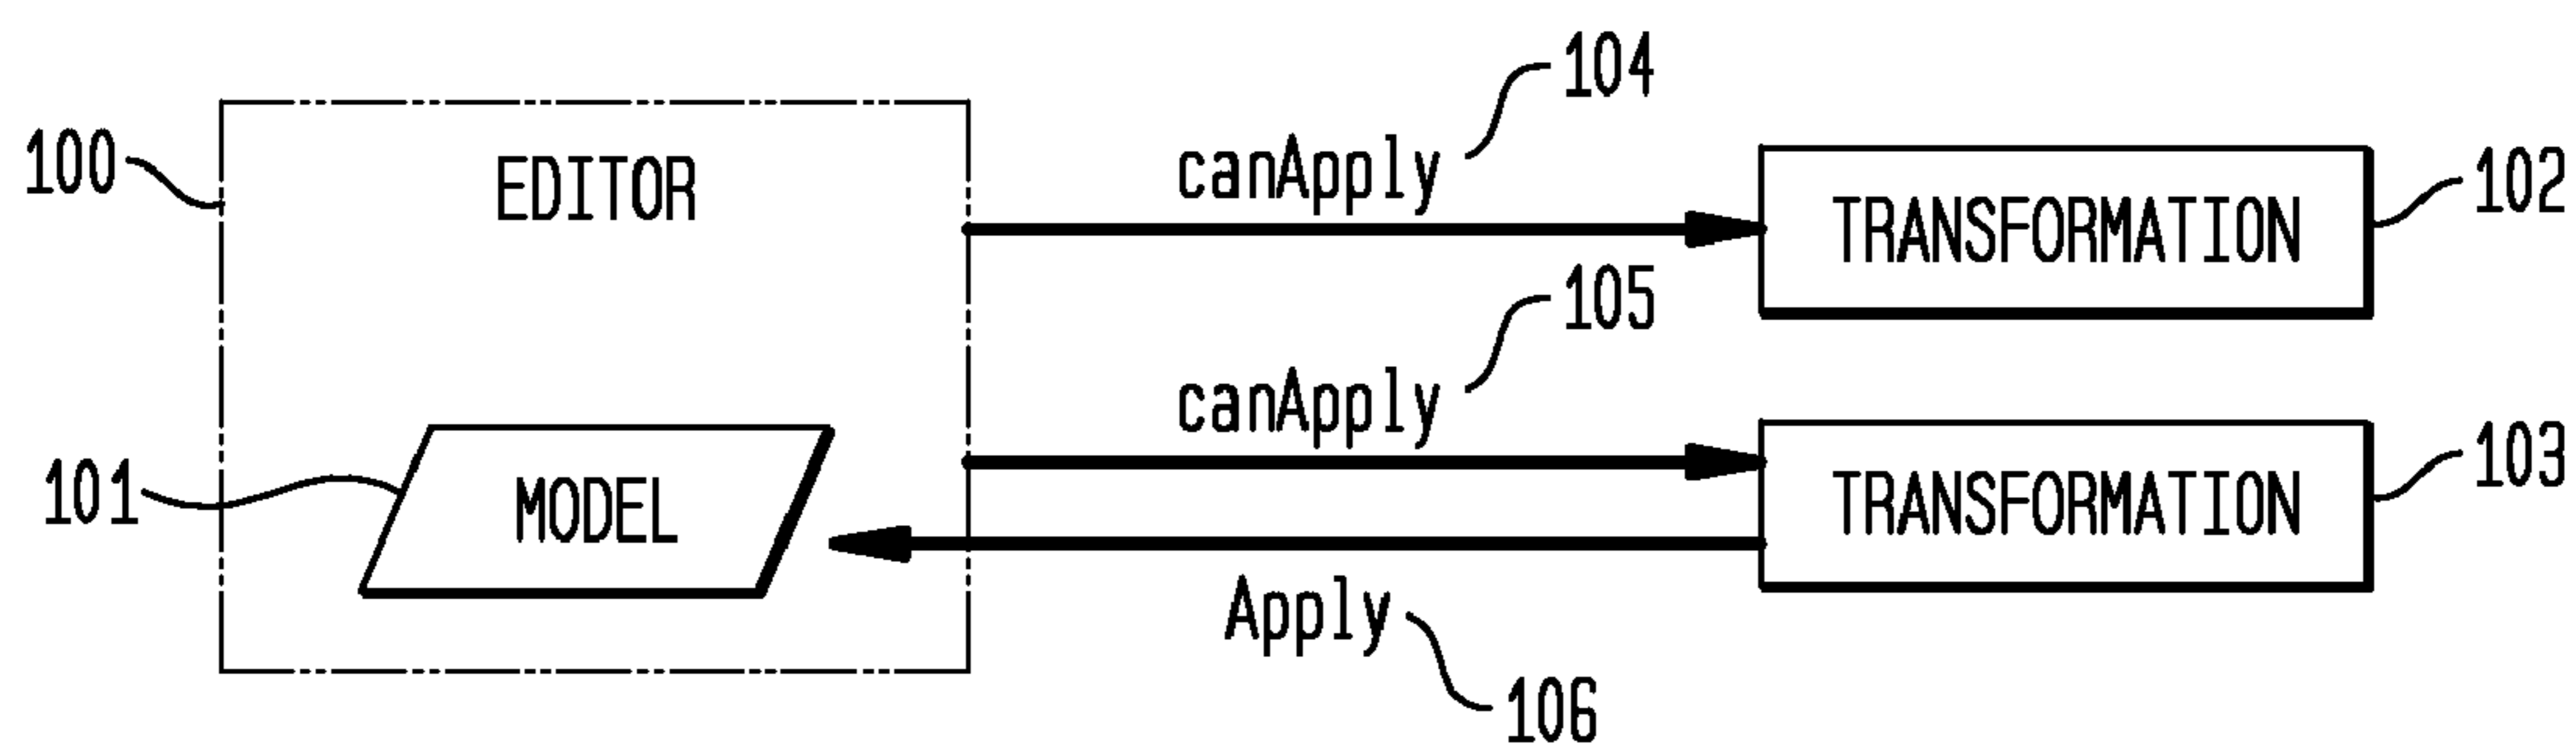 104
100
EDITOR
canApply
TRANSFORMATION
102
105
canApply
101
MODEL
TRANSFORMATION
103
Apply
106